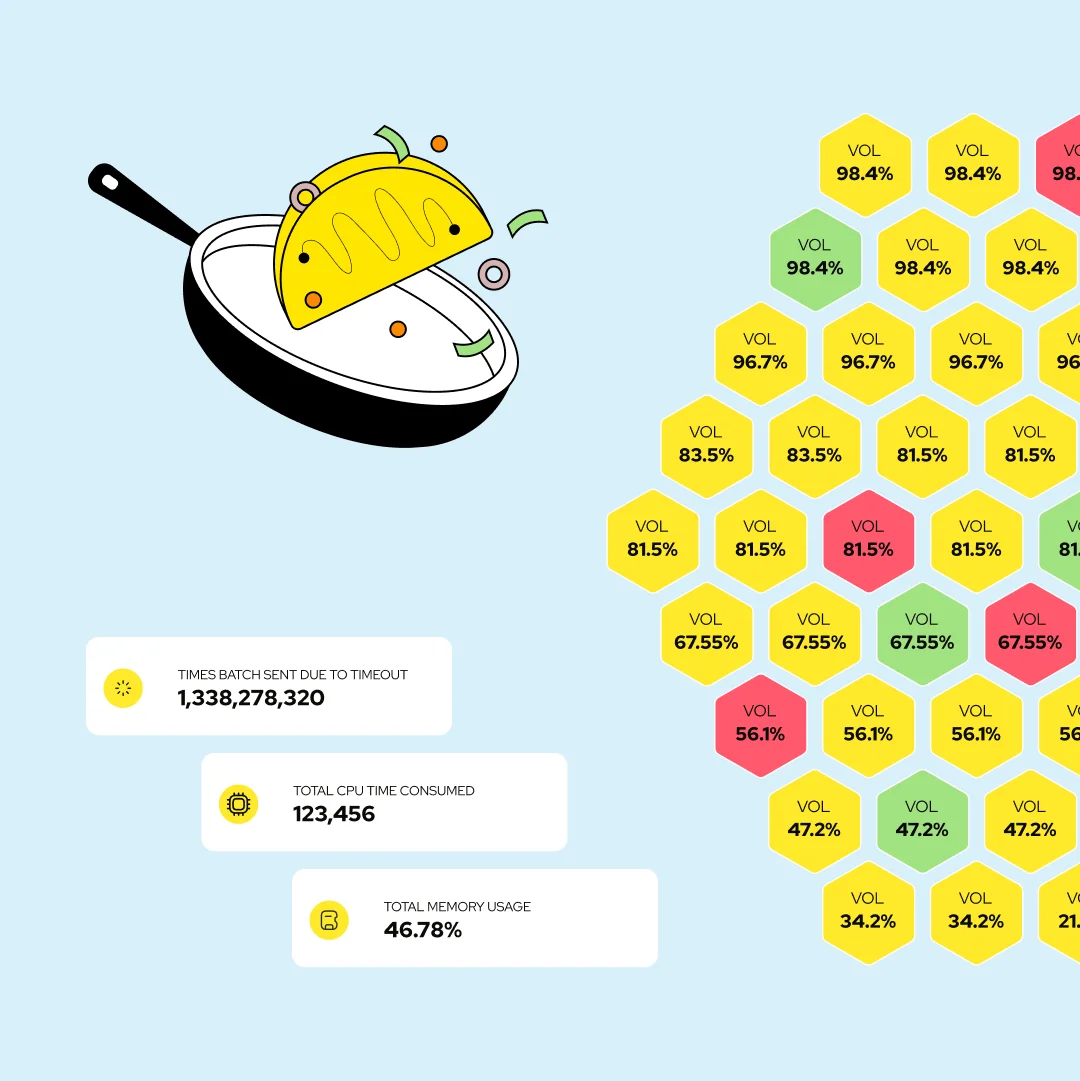 VOL VOL
98.4% 98.4%
VOL VOL VOL
98.4% 98.4% 98.4%
VOL VOL VOL
96.7% 96.7% 96.7%
VOL VOL VOL VOL
83.5% 83.5% 81.5% 81.5%
VOL VOL VOL VOL
81.5% 81.5% 81.5% 81.5%
VOL VOL VOL VOL
67.55% 67.55% 67.55% 67.55%
VOL VOL VOL
56.1% 56.1% 56.1%
VOL VOL VOL
47.2% 47.2% 47.2%
VOL VOL
34.2% 34.2%
TIMES BATCH SENT DUE TO TIMEOUT
1,338,278,320
TOTAL CPU TIME CONSUMED
123,456
TOTAL MEMORY USAGE
46.78%